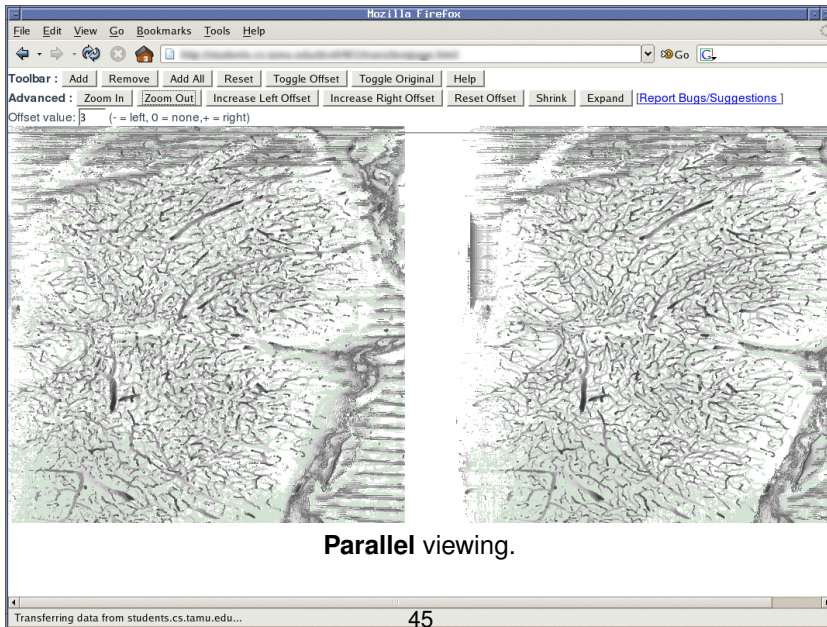 Mozilla Firefox
File Edit View Go Bookmarks Tools Help
Go G
Toolbar : Add Remove Add All Reset Toggle Offset Toggle Original Help
Advanced : Zoom In Zoom Out Increase Left Offset Increase Right Offset Reset Offset Shrink Expand [Report Bugs/Suggestions ]
Offset value: 3 (- = left, 0 = none,+ = right)
Parallel viewing.
Transferring data from students.cs.tamu.edu...
45